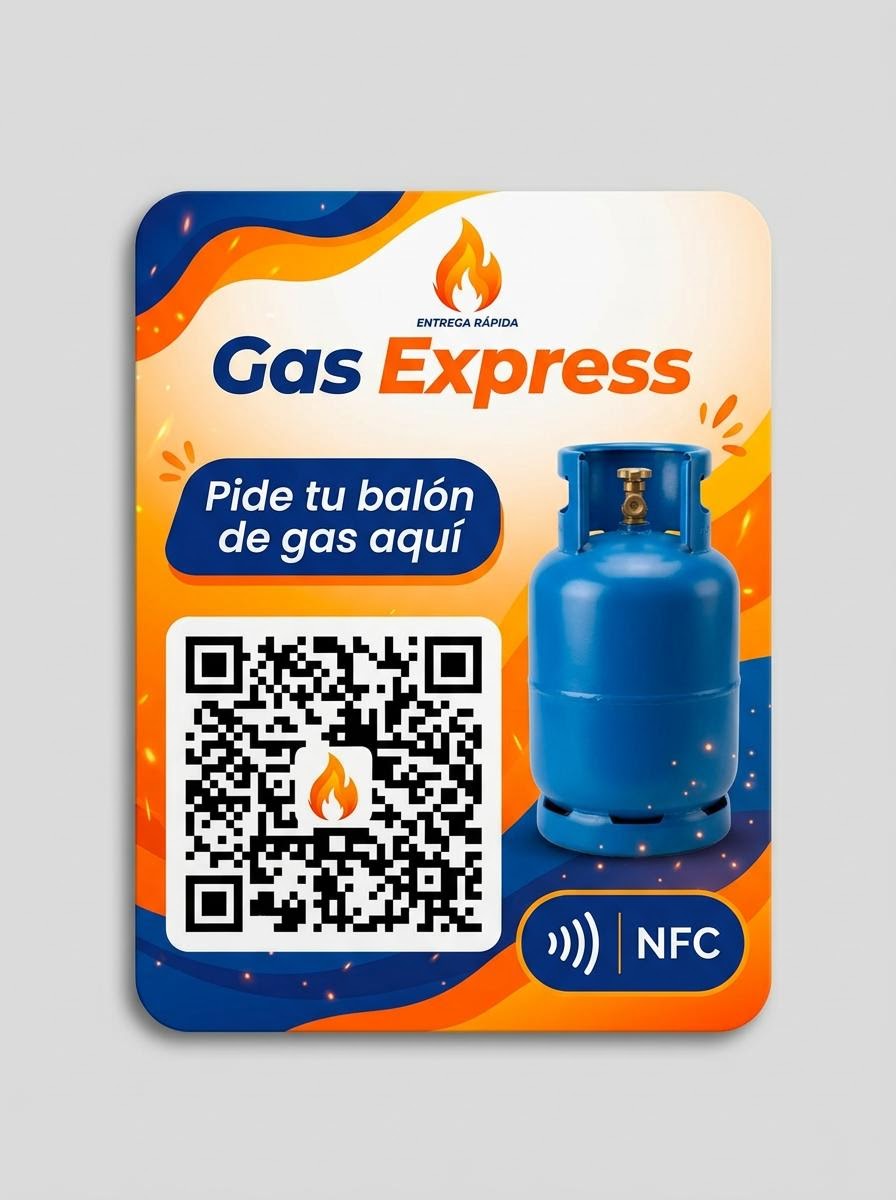 ENTREGA RÁPIDA
Gas Express
Pide tu balón
de gas aquí
NFC